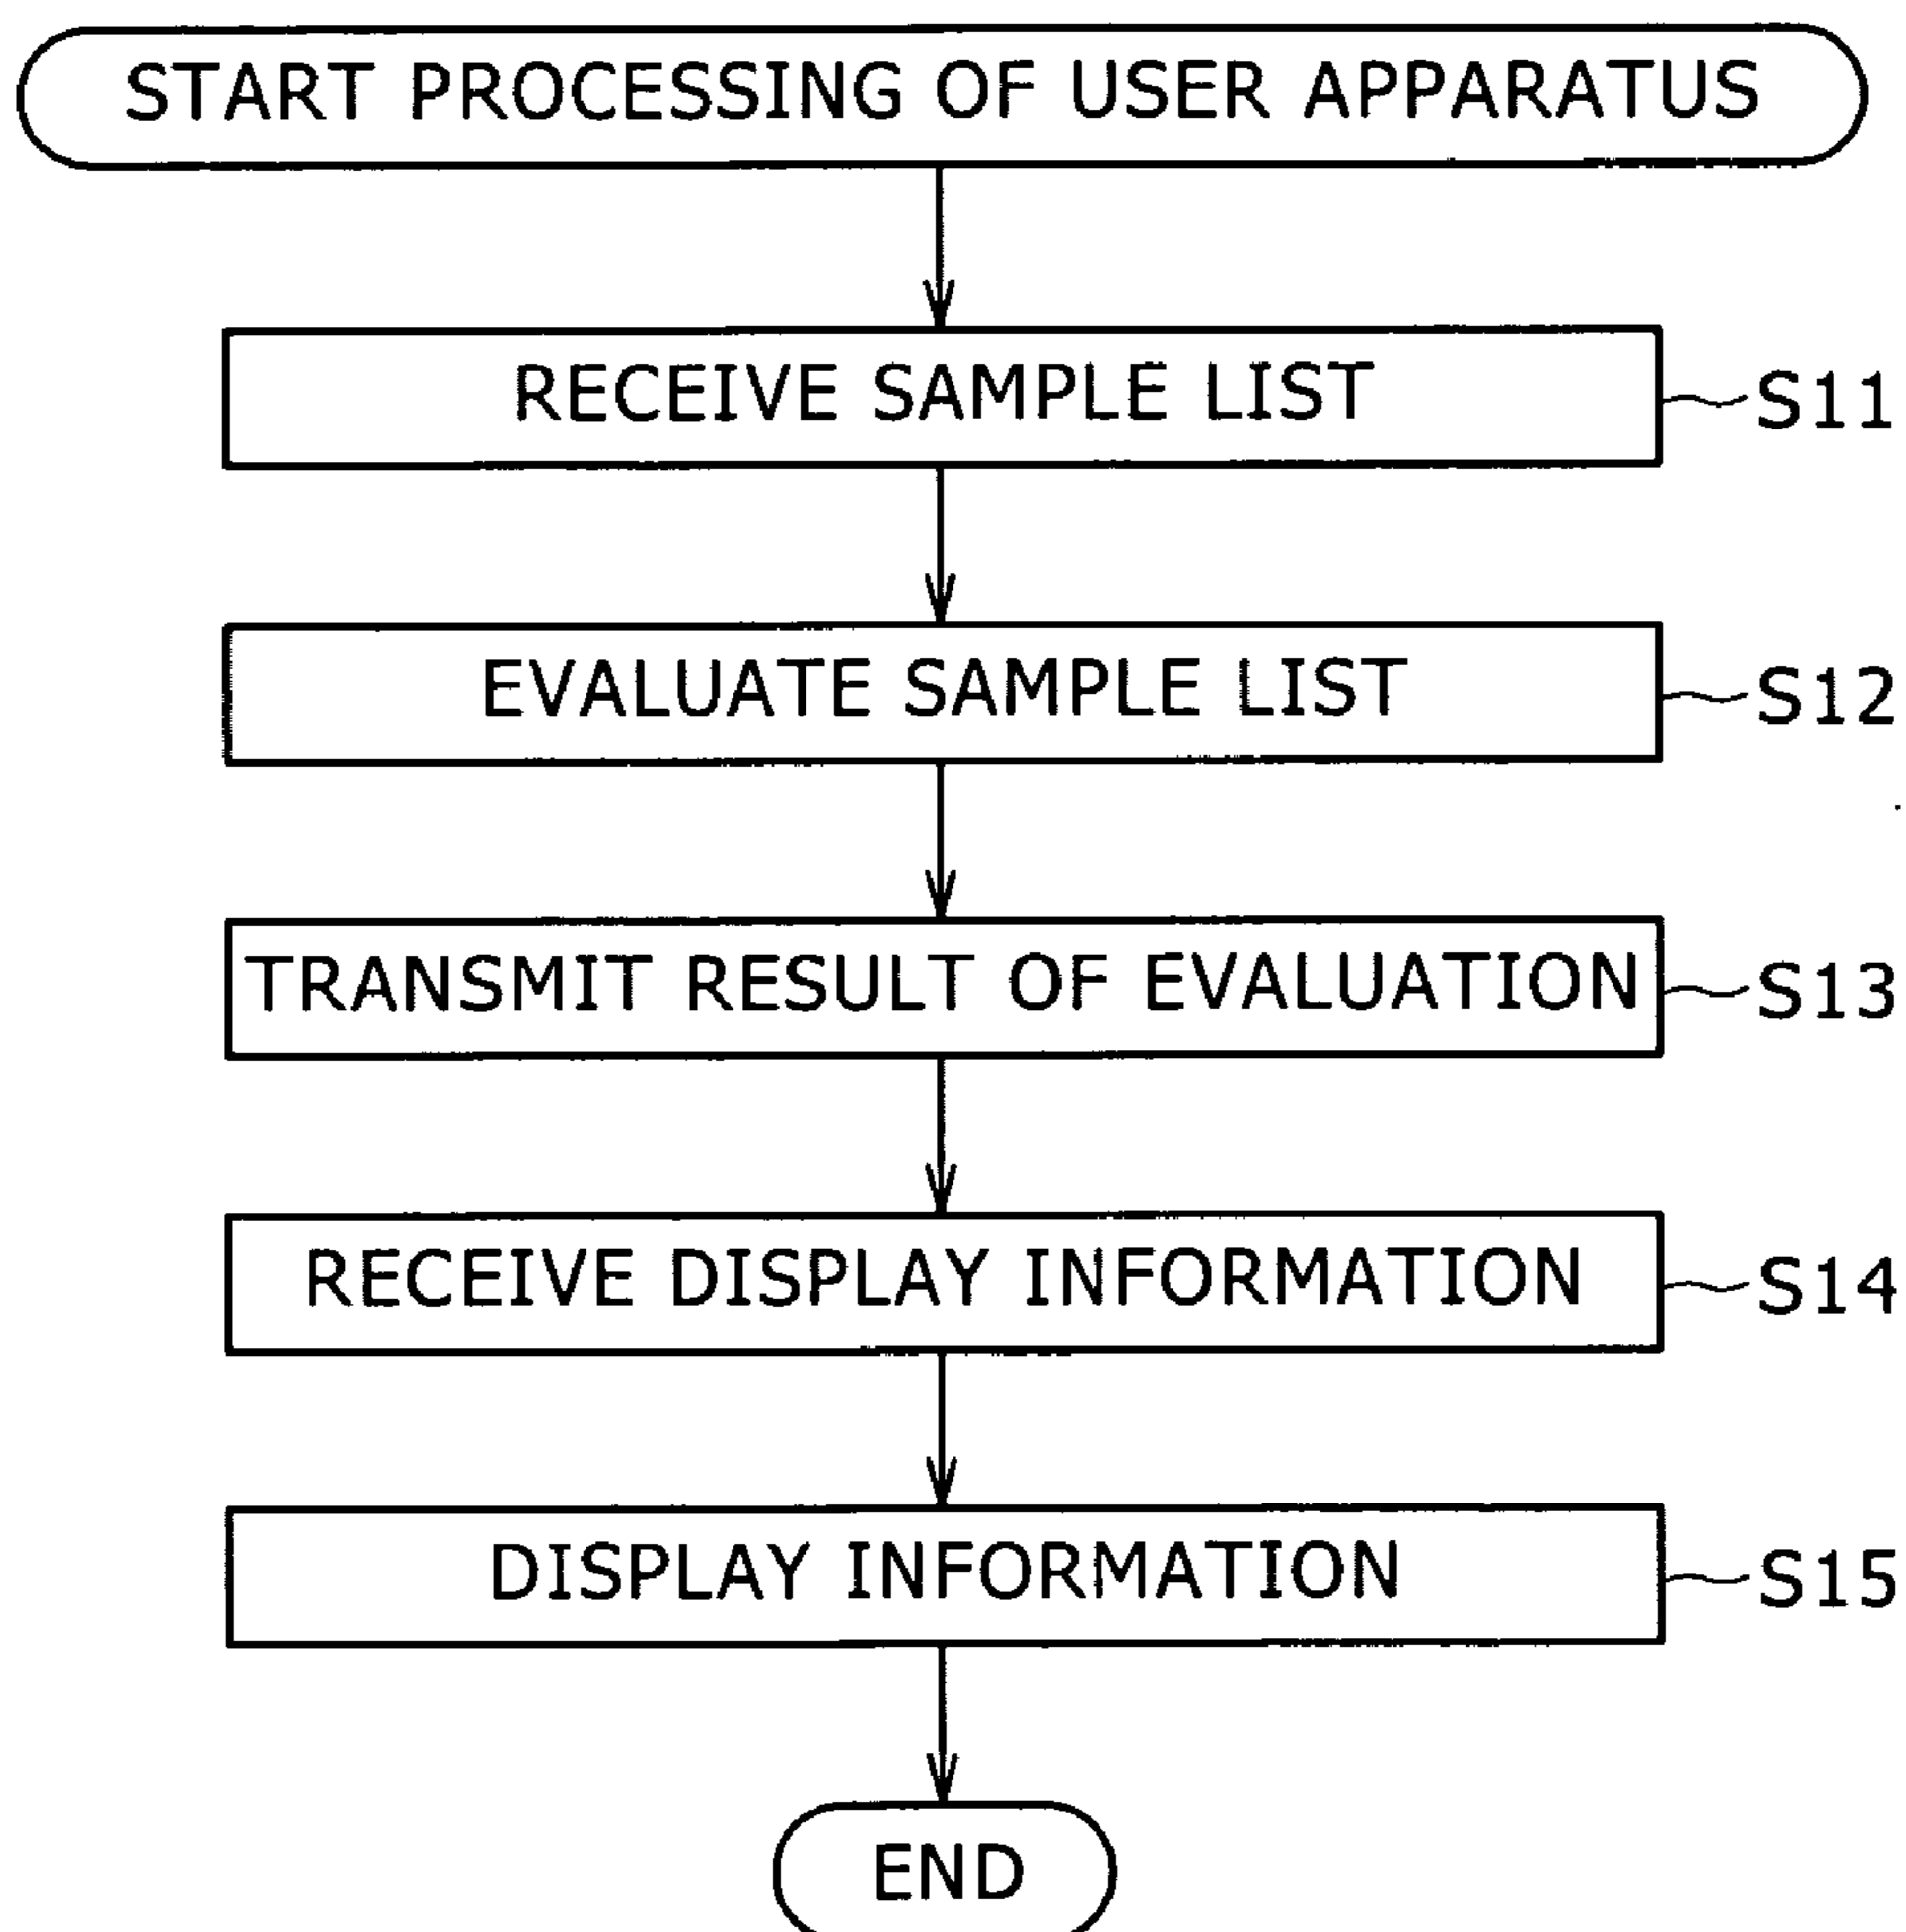 START PROCESSING OF USER APPARATUS
RECEIVE SAMPLE LIST
S11
EVALUATE SAMPLE LIST
S12
TRANSMIT RESULT OF EVALUATION
S13
RECEIVE DISPLAY INFORMATION
S14
DISPLAY INFORMATION
S15
END